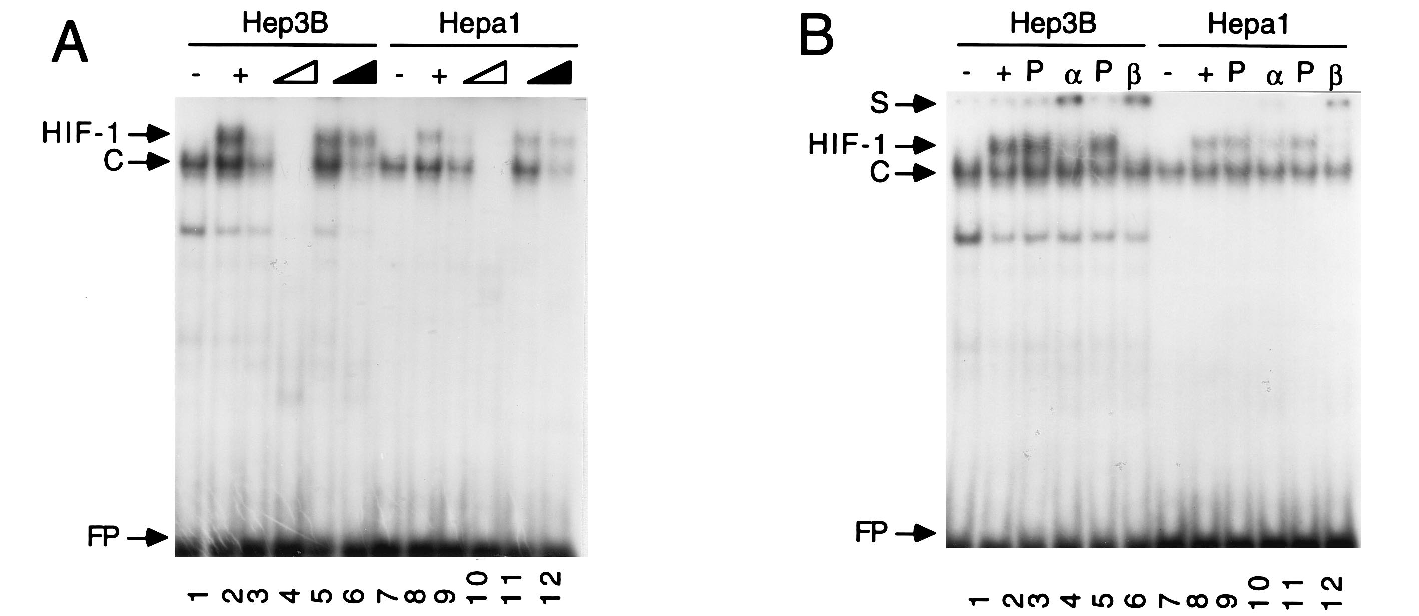 A
Hep3B Hepa1
- + - +
HIF-1
C
FP
1 2 3 4 5 6 7 8 9 10 11 12
B
Hep3B Hepa1
- + P α P β - + P α P β
S
HIF-1
C
FP
1 2 3 4 5 6 7 8 9 10 11 12